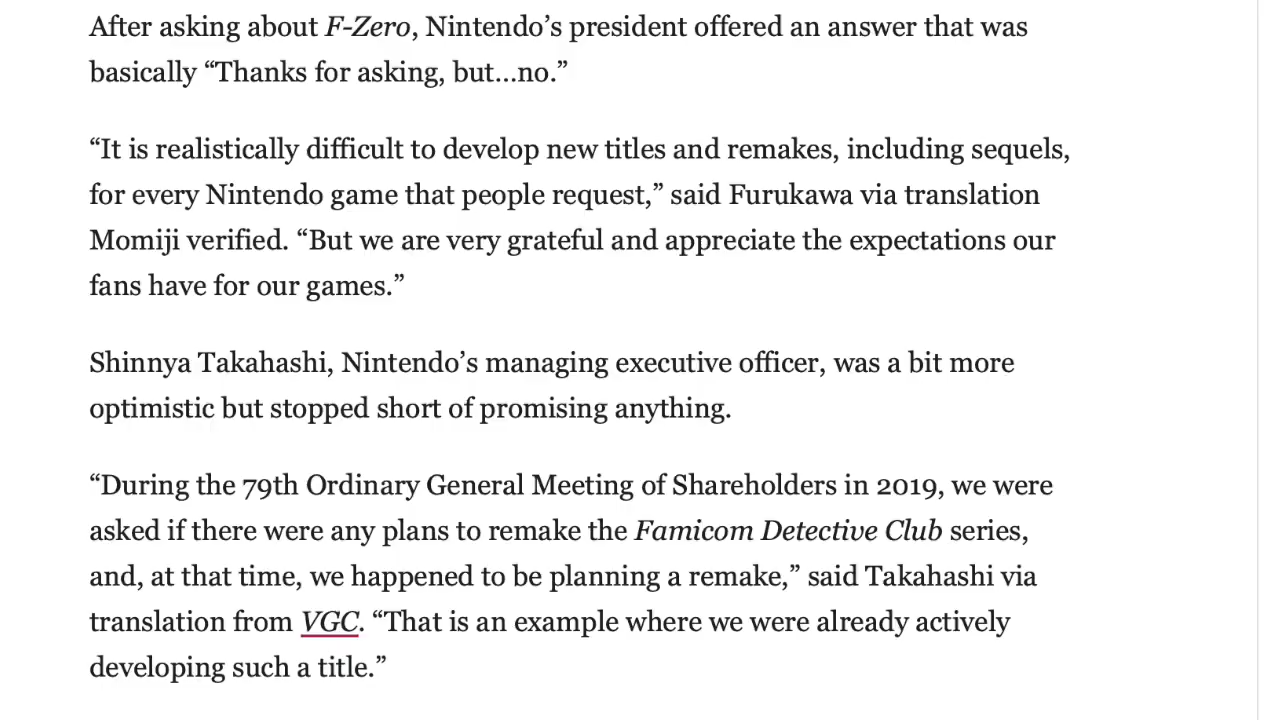 After asking about F-Zero, Nintendo’s president offered an answer that was
basically “Thanks for asking, but...no.”
“It is realistically difficult to develop new titles and remakes, including sequels,
for every Nintendo game that people request,” said Furukawa via translation
Momiji verified. “But we are very grateful and appreciate the expectations our
fans have for our games.”
Shinnya Takahashi, Nintendo’s managing executive officer, was a bit more
optimistic but stopped short of promising anything.
“During the 79th Ordinary General Meeting of Shareholders in 2019, we were
asked if there were any plans to remake the Famicom Detective Club series,
and, at that time, we happened to be planning a remake,” said Takahashi via
translation from VGC. “That is an example where we were already actively
developing such a title.”